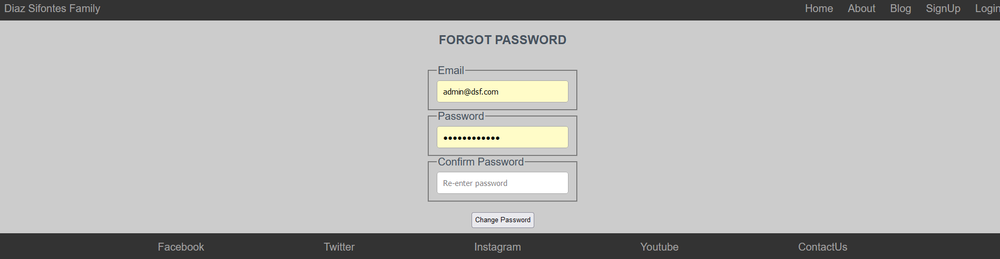 Diaz Sifontes Family Home About Blog SignUp Login
FORGOT PASSWORD
Email
admin@dsf.com
Password
••••••••••••
Confirm Password
Re-enter password
Change Password
Facebook Twitter Instagram Youtube ContactUs